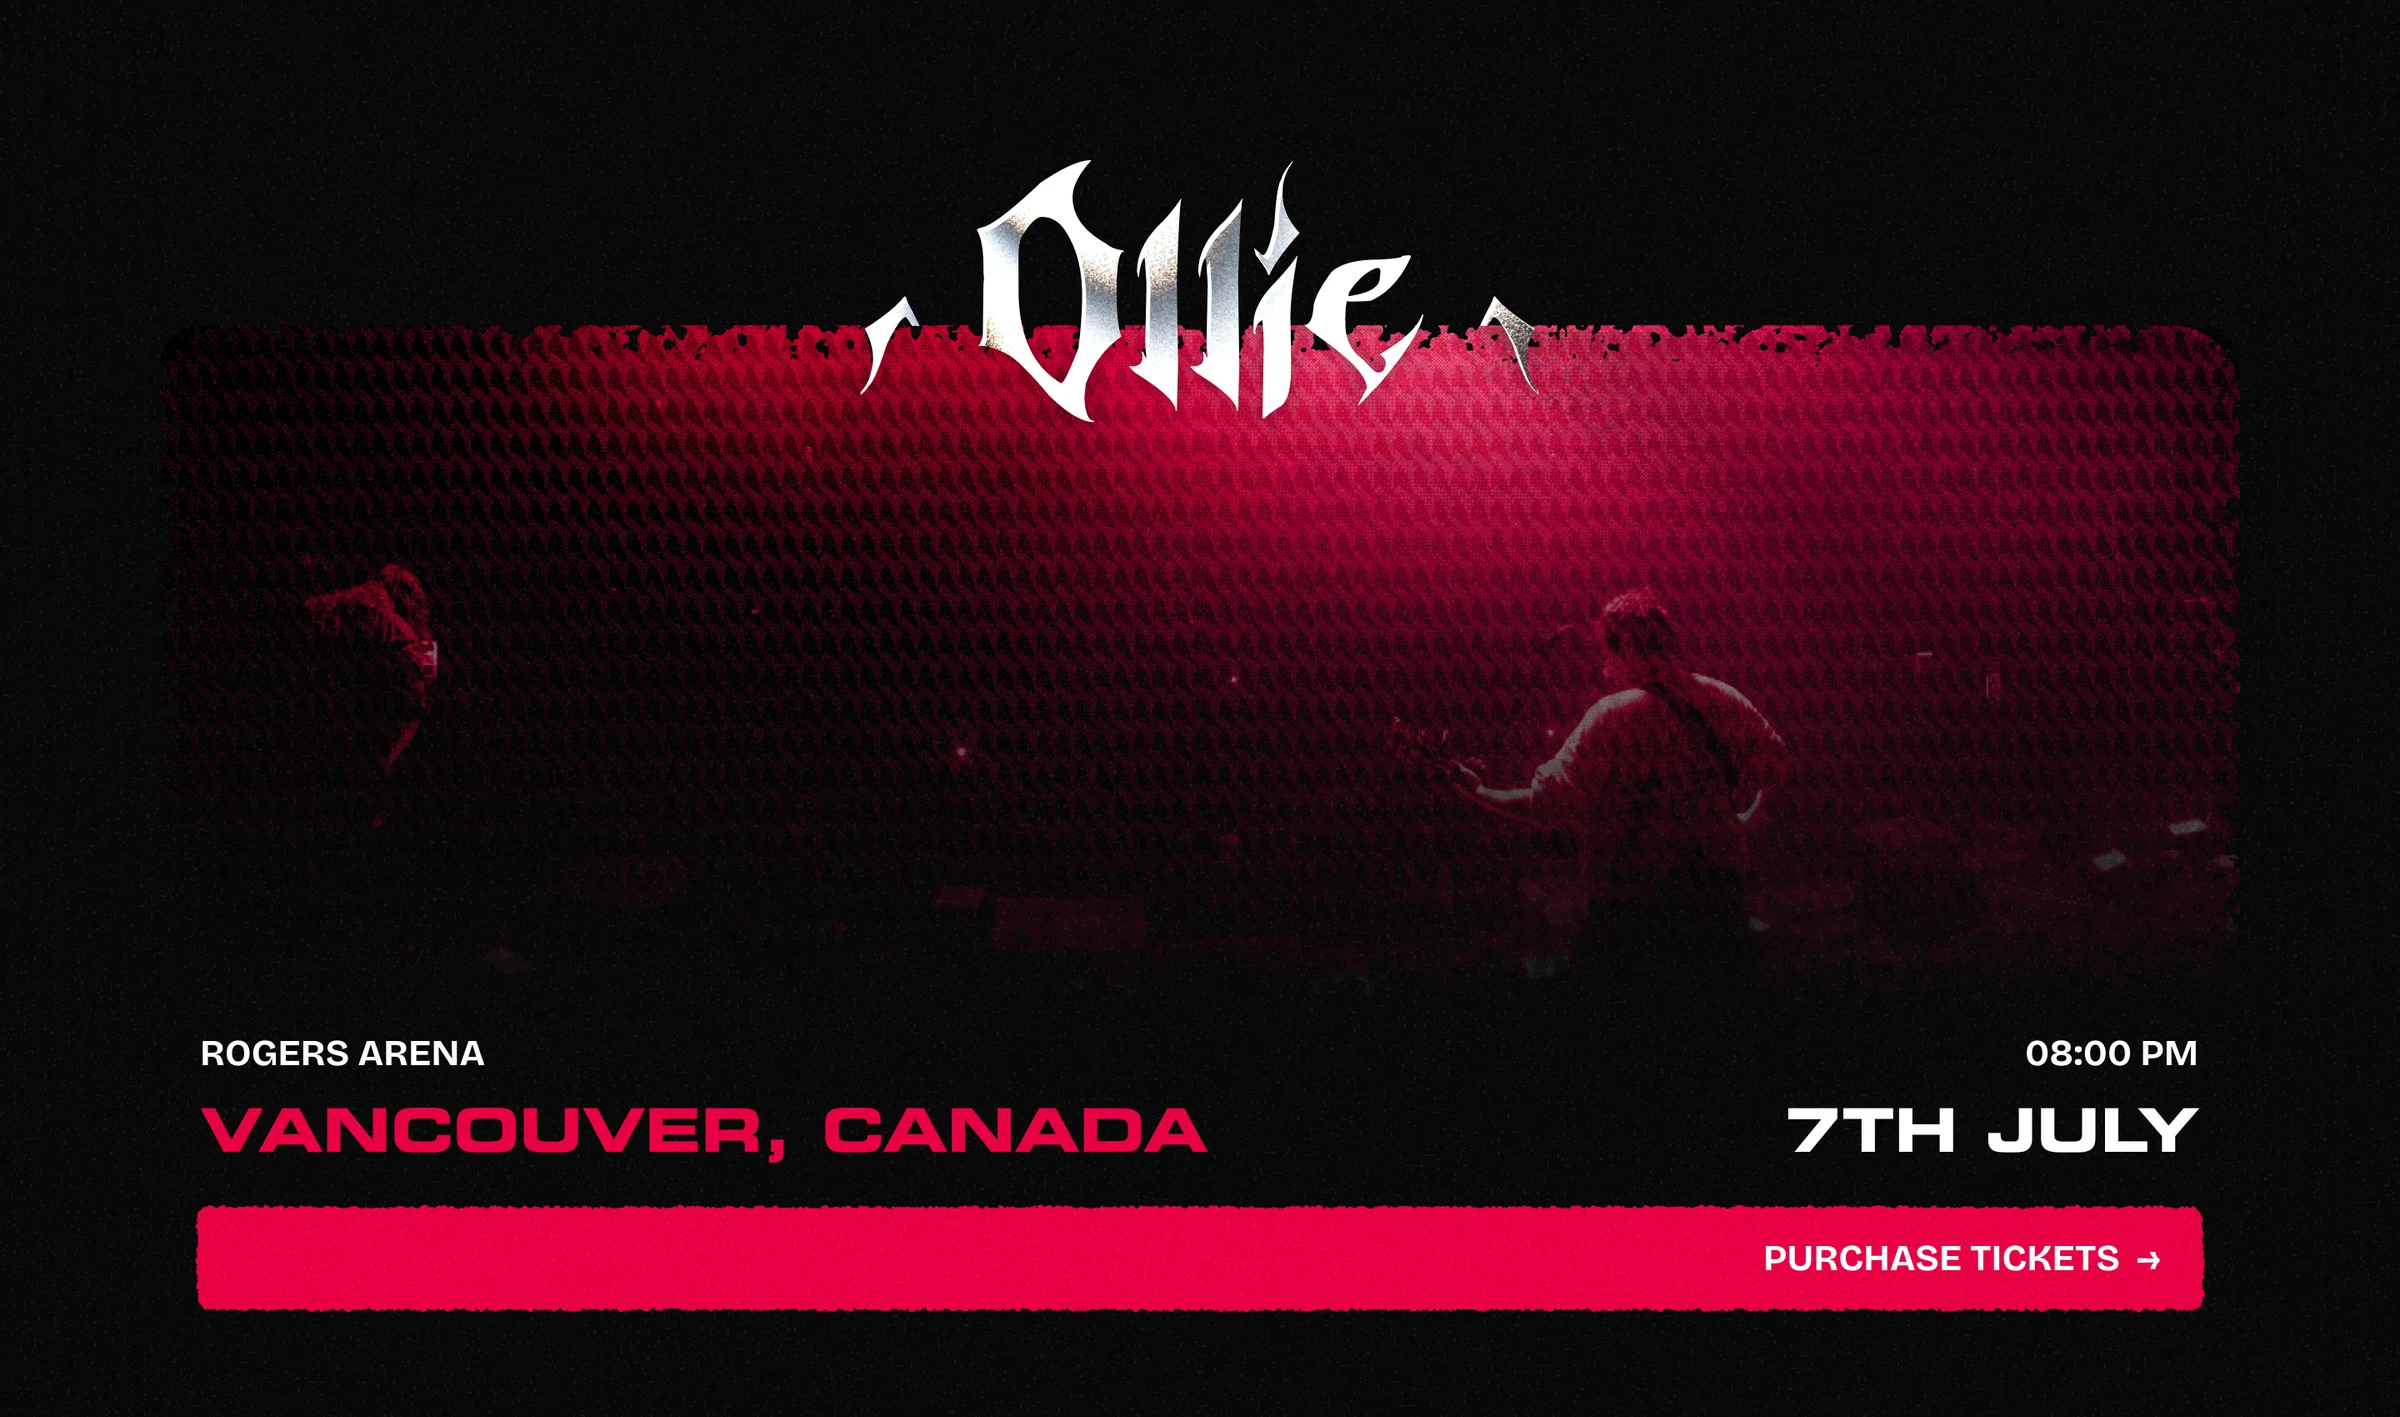 Ollie
ROGERS ARENA
08:00 PM
VANCOUVER, CANADA
7TH JULY
PURCHASE TICKETS →